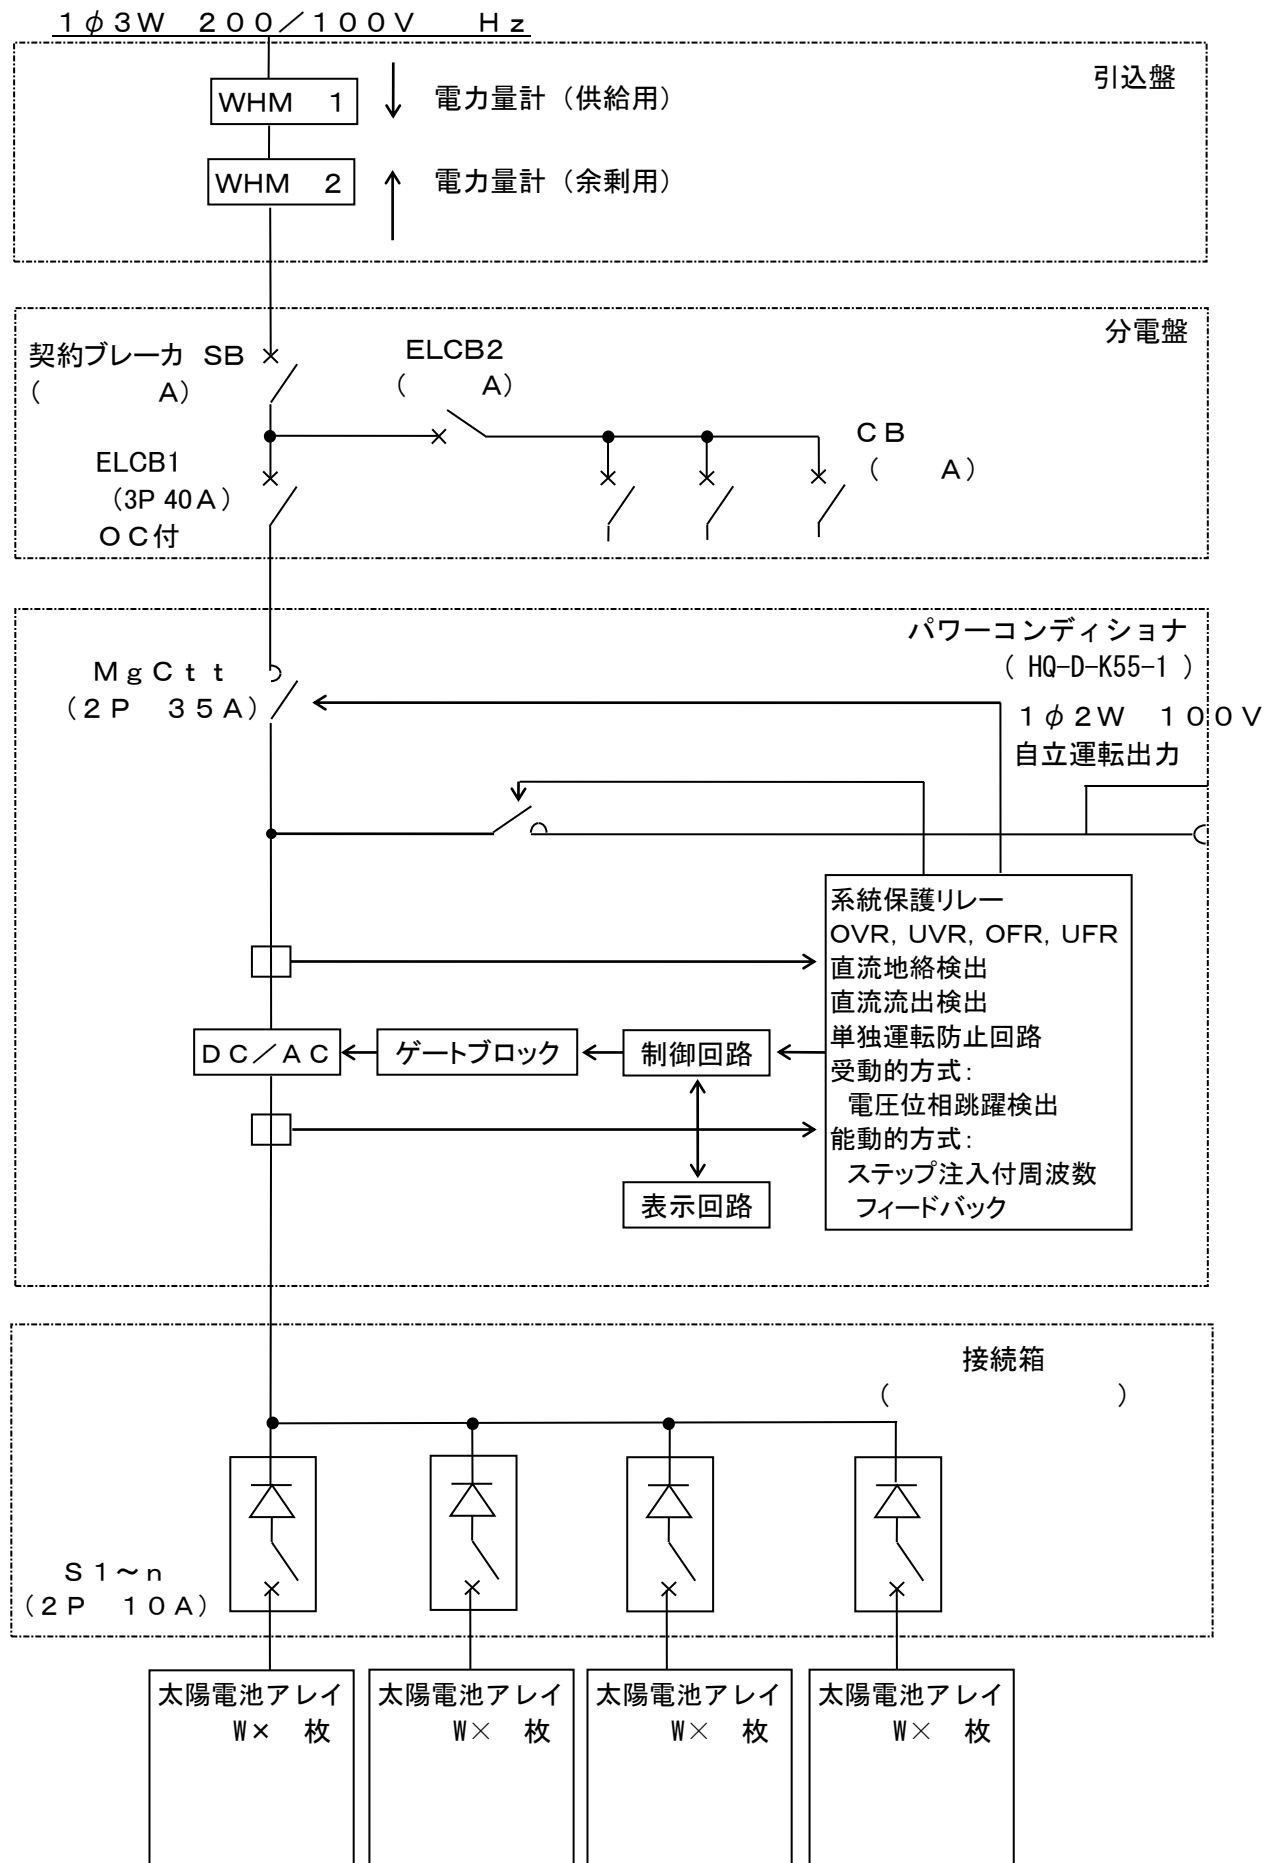 １φ３Ｗ　２００／１００Ｖ　　Ｈｚ
引込盤
WHM　１
電力量計（供給用）
WHM　２
電力量計（余剰用）
分電盤
契約ブレーカ　SB
（　　　　A）
ELCB2
（　　　A）
ＣＢ
（　　A）
ELCB1
（3P 40A）
ＯＣ付
パワーコンディショナ
（ HQ-D-K55-1 ）
ＭｇＣｔｔ
（２Ｐ　３５Ａ）
１φ２Ｗ　１００Ｖ
自立運転出力
系統保護リレー
OVR, UVR, OFR, UFR
直流地絡検出
直流流出検出
単独運転防止回路
受動的方式：
電圧位相跳躍検出
能動的方式：
ステップ注入付周波数
フィードバック
ＤＣ／ＡＣ
ゲートブロック
制御回路
表示回路
接続箱
（　　　　　　　　）
Ｓ１～ｎ
（２Ｐ　１０Ａ）
太陽電池アレイ
W×　枚
太陽電池アレイ
W×　枚
太陽電池アレイ
W×　枚
太陽電池アレイ
W×　枚